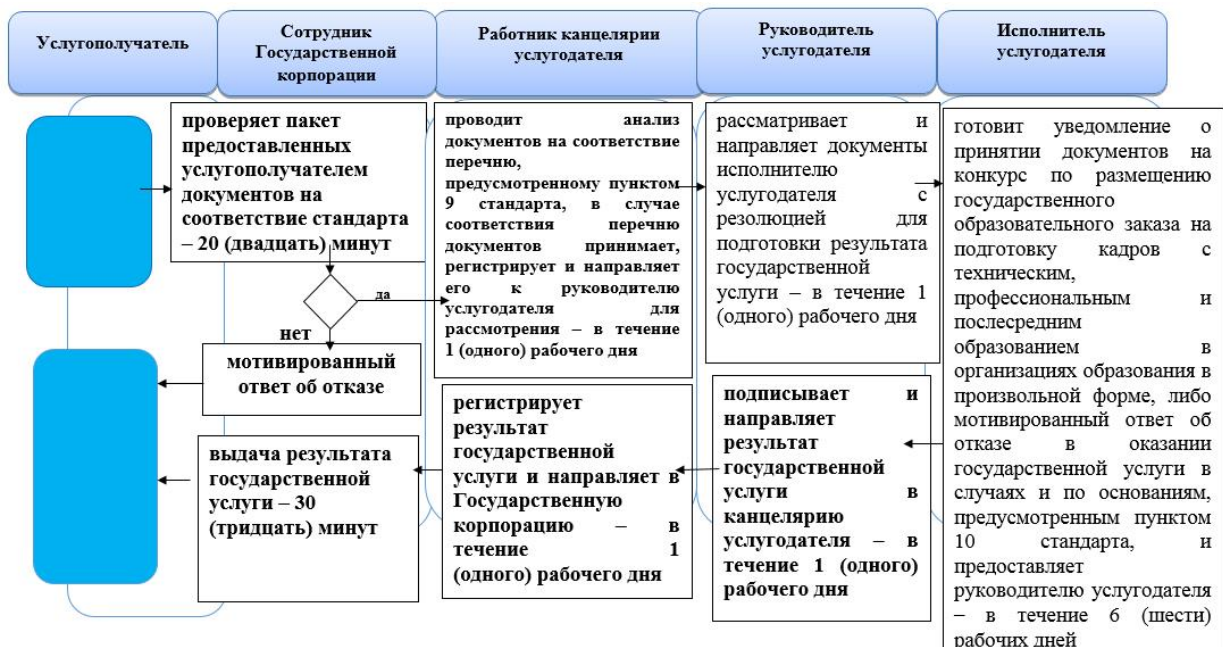 Услугополучатель
Сотрудник
Государственной
корпорации
Работник канцелярии
услугодателя
Руководитель
услугодателя
Исполнитель
услугодателя
проверяет пакет
предоставленных
услугополучателем
документов на
соответствие стандарта
– 20 (двадцать) минут
да
нет
мотивированный
ответ об отказе
выдача результата
государственной
услуги – 30
(тридцать) минут
проводит анализ
документов на соответствие
перечню,
предусмотренному пунктом
9 стандарта, в случае
соответствия перечню
документов принимает,
регистрирует и направляет
его к руководителю
услугодателя для
рассмотрения – в течение
1 (одного) рабочего дня
регистрирует
результат
государственной
услуги и направляет в
Государственную
корпорацию – в
течение 1
(одного) рабочего дня
рассматривает и
направляет документы
исполнителю
услугодателя с
резолюцией для
подготовки результата
государственной
услуги – в течение 1
(одного) рабочего дня
подписывает и
направляет
результат
государственной
услуги в
канцелярию
услугодателя – в
течение 1 (одного)
рабочего дня
готовит уведомление о
принятии документов на
конкурс по размещению
государственного
образовательного заказа на
подготовку кадров с
техническим,
профессиональным и
послесредним
образованием в
организациях образования в
произвольной форме, либо
мотивированный ответ об
отказе в оказании
государственной услуги в
случаях и по основаниям,
предусмотренным пунктом
10 стандарта, и
предоставляет
руководителю услугодателя
– в течение 6 (шести)
рабочих дней